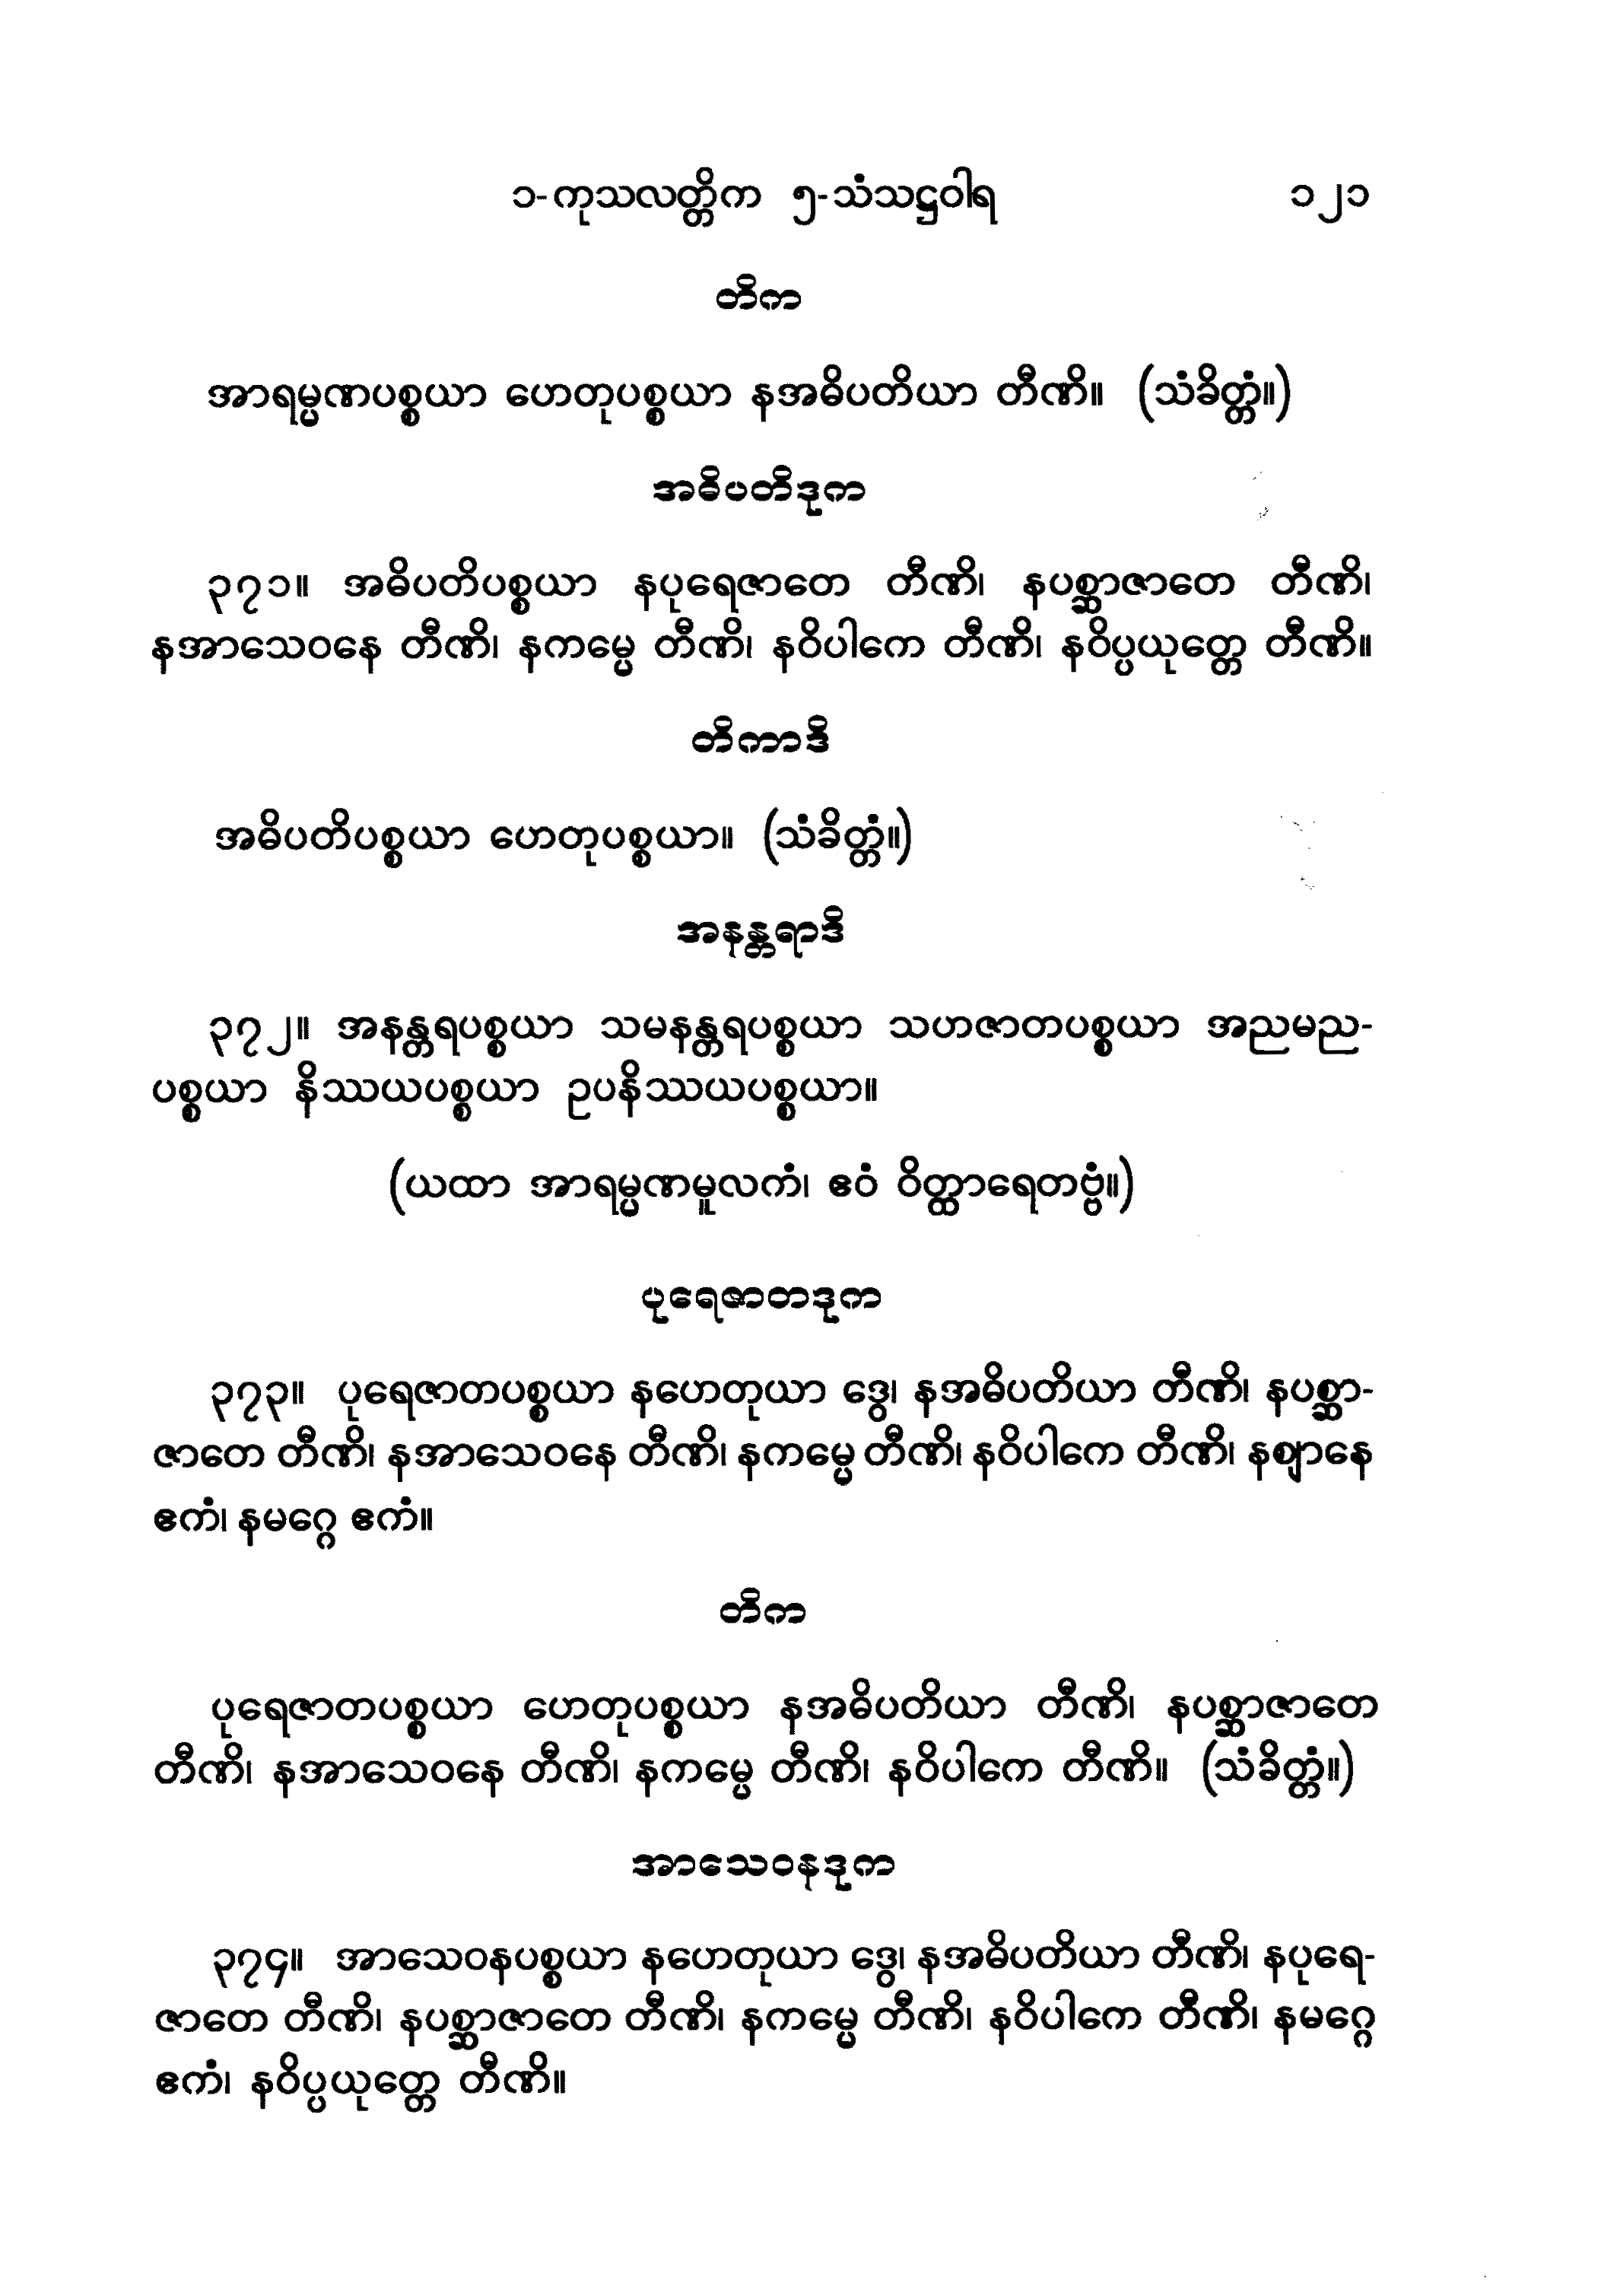 ၁-ကုသလတ္တိက ၅-သံသဋ္ဌဝါရ ၁၂၁
တိက
အာရမ္မဏပစ္စယာ ဟေတုပစ္စယာ နအဓိပတိယာ တီဏိ။ (သံခိတ္တံ။)
အဓိပတိဒုက
၃၇၁။ အဓိပတိပစ္စယာ နပုရေဇာတေ တီဏိ၊ နပစ္ဆာဇာတေ တီဏိ၊
နအာသေဝနေ တီဏိ၊ နကမ္မေ တီဏိ၊ နဝိပါကေ တီဏိ၊ နဝိပ္ပယုတ္တေ တီဏိ။
တိကာဒိ
အဓိပတိပစ္စယာ ဟေတုပစ္စယာ။ (သံခိတ္တံ။)
အနန္တရာဒိ
၃၇၂။ အနန္တရပစ္စယာ သမနန္တရပစ္စယာ သဟဇာတပစ္စယာ အညမည-
ပစ္စယာ နိဿယပစ္စယာ ဥပနိဿယပစ္စယာ။
(ယထာ အာရမ္မဏမူလကံ၊ ဧဝံ ဝိတ္ထာရေတဗ္ဗံ။)
ပုရေဇာတဒုက
၃၇၃။ ပုရေဇာတပစ္စယာ နဟေတုယာ ဒွေ၊ နအဓိပတိယာ တီဏိ၊ နပစ္ဆာ-
ဇာတေ တီဏိ၊ နအာသေဝနေ တီဏိ၊ နကမ္မေ တီဏိ၊ နဝိပါကေ တီဏိ၊ နဈာနေ
ဧကံ၊ နမဂ္ဂေ ဧကံ။
တိက
ပုရေဇာတပစ္စယာ ဟေတုပစ္စယာ နအဓိပတိယာ တီဏိ၊ နပစ္ဆာဇာတေ
တီဏိ၊ နအာသေဝနေ တီဏိ၊ နကမ္မေ တီဏိ၊ နဝိပါကေ တီဏိ။ (သံခိတ္တံ။)
အာသေဝနဒုက
၃၇၄။ အာသေဝနပစ္စယာ နဟေတုယာ ဒွေ၊ နအဓိပတိယာ တီဏိ၊ နပုရေ-
ဇာတေ တီဏိ၊ နပစ္ဆာဇာတေ တီဏိ၊ နကမ္မေ တီဏိ၊ နဝိပါကေ တီဏိ၊ နမဂ္ဂေ
ဧကံ၊ နဝိပ္ပယုတ္တေ တီဏိ။